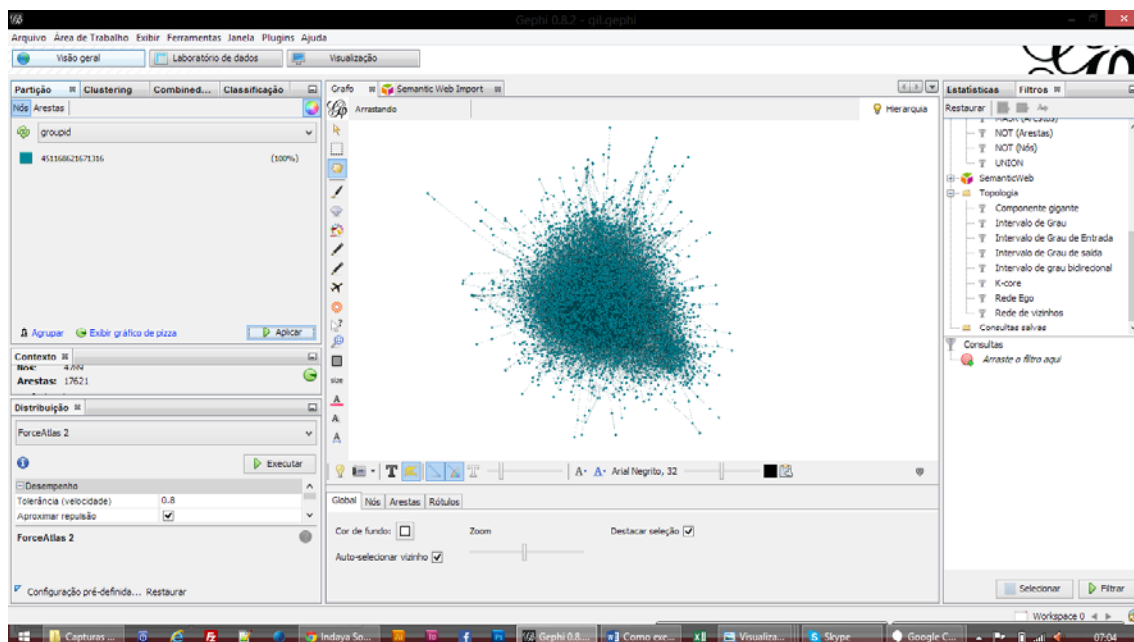 Gephi 0.8.2 - gil.gephi
Arquivo Área de Trabalho Exibir Ferramentas Janela Plugins Ajuda
Visão geral Laboratório de dados Visualização
Partição Clustering Combined... Classificação
Nós Arestas
groupid
451168621671316 (100%)
Agrupar Exibir gráfico de pizza Aplicar
Contexto
Nós: 4789
Arestas: 17621
Distribuição
ForceAtlas 2
Executar
Desempenho
Tolerância (velocidade) 0.8
Aproximar repulsão
ForceAtlas 2
Configuração pré-definida... Restaurar
Grafo Semantic Web Import
Arrastando Hierarquia
size
A
A
A
T T A- A- Arial Negrito, 32
Global Nós Arestas Rótulos
Cor de fundo: Zoom Destacar seleção
Auto-selecionar vizinho
Estatísticas Filtros
Restaurar
MASK (Arestas)
NOT (Arestas)
NOT (Nós)
UNION
SemanticWeb
Topologia
Componente gigante
Intervalo de Grau
Intervalo de Grau de Entrada
Intervalo de Grau de saída
Intervalo de grau bidirecional
K-core
Rede Ego
Rede de vizinhos
Consultas salvas
Consultas
Arraste o filtro aqui
Selecionar Filtrar
Workspace 0
Capturas ... Indaya So... Gephi 0.8.... Como exe... Visualiza... Skype Google C... 07:04